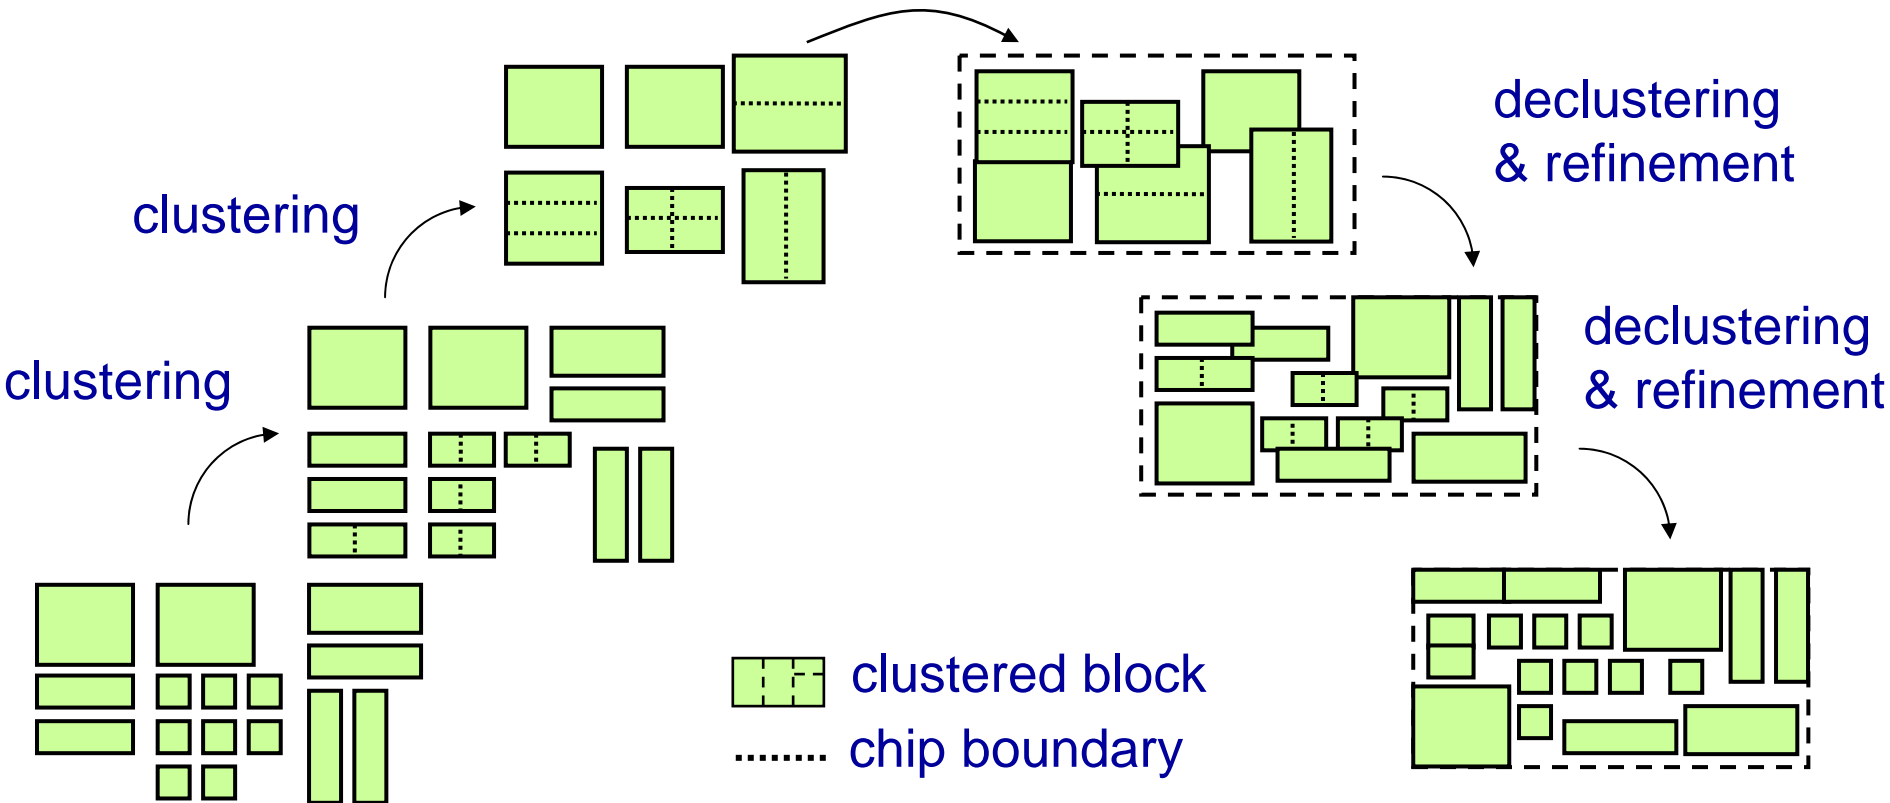 declustering
& refinement
clustering
declustering
& refinement
clustering
clustered block
chip boundary